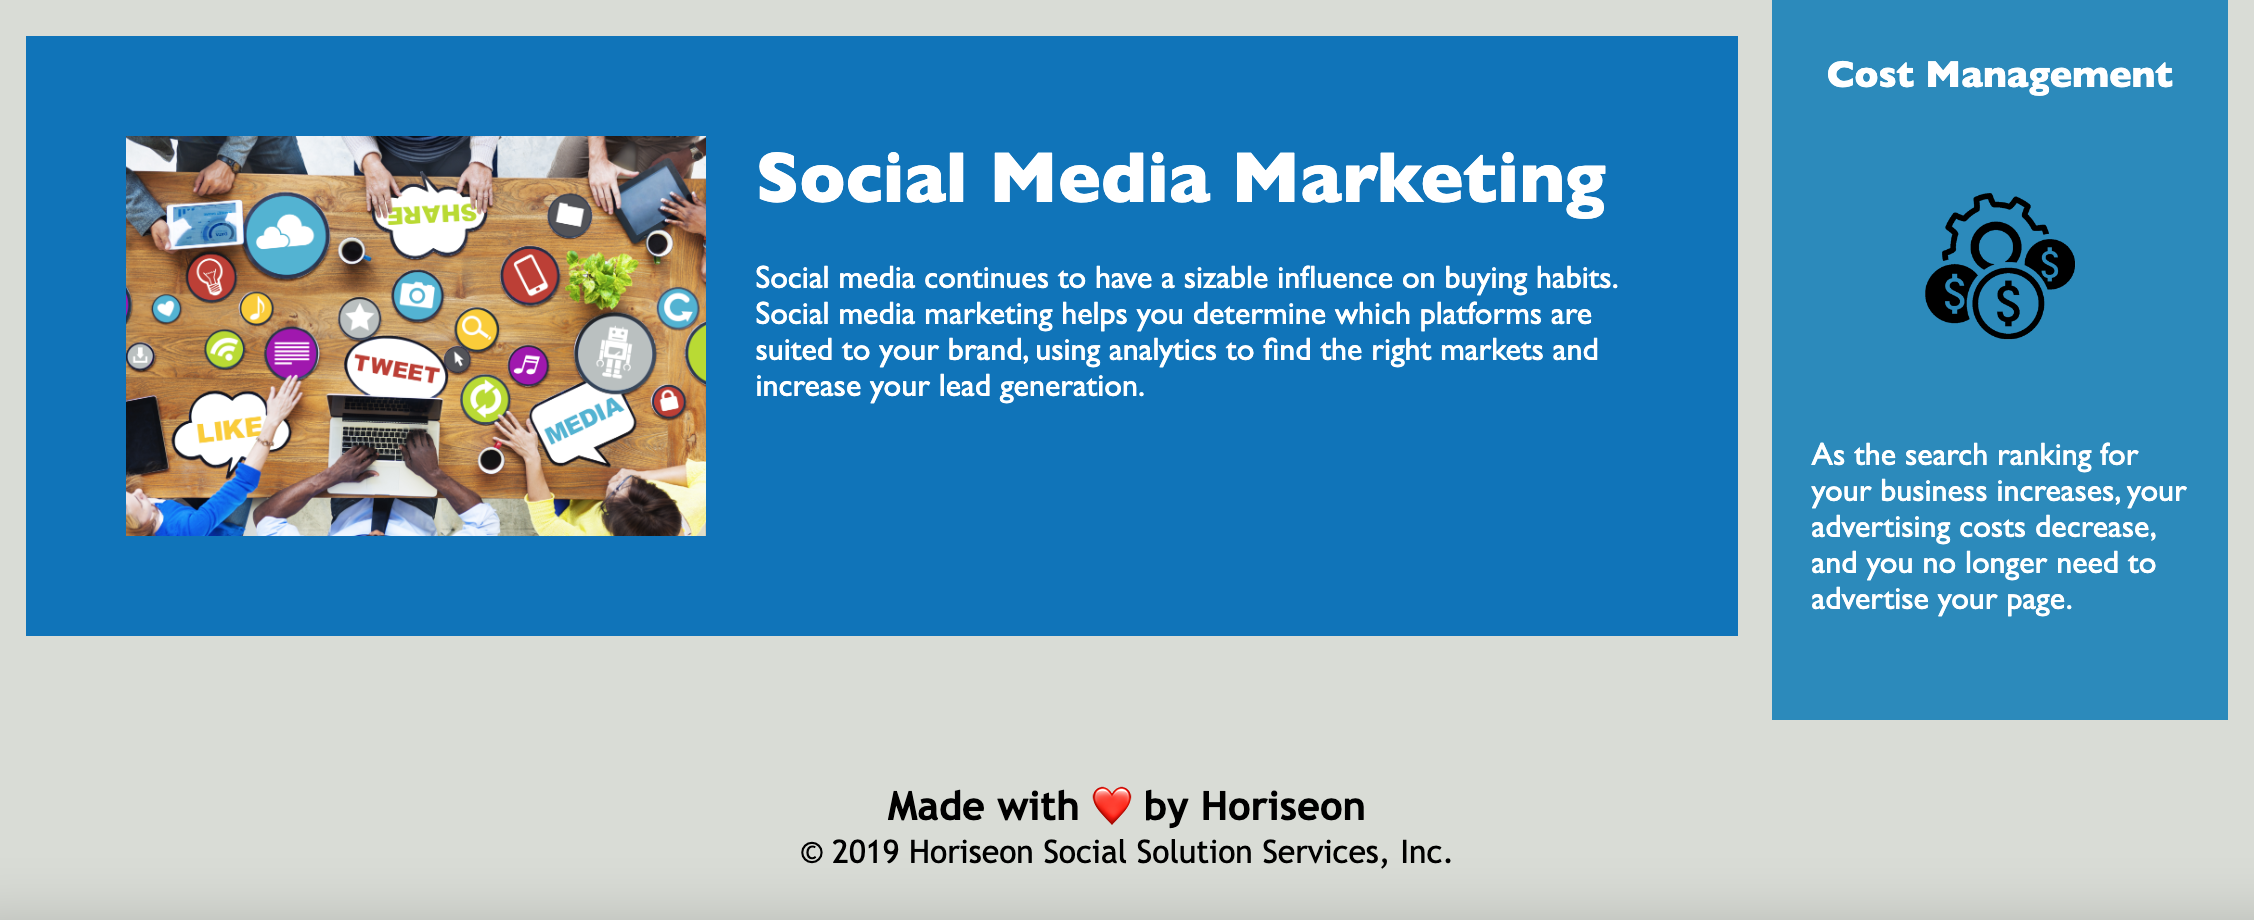 Social Media Marketing
Social media continues to have a sizable influence on buying habits.
Social media marketing helps you determine which platforms are
suited to your brand, using analytics to find the right markets and
increase your lead generation.
SHARE
TWEET
LIKE
MEDIA
Cost Management
$
$
$
As the search ranking for
your business increases, your
advertising costs decrease,
and you no longer need to
advertise your page.
Made with ❤️ by Horiseon
© 2019 Horiseon Social Solution Services, Inc.